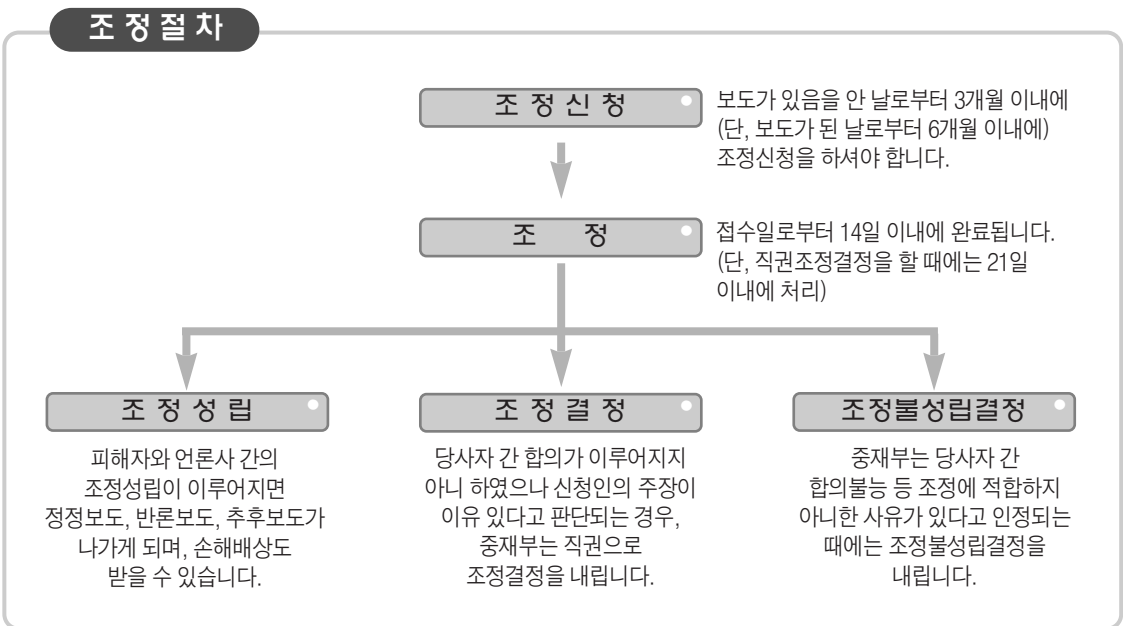 조정절차
조정신청
보도가 있음을 안 날로부터 3개월 이내에
(단, 보도가 된 날로부터 6개월 이내에)
조정신청을 하셔야 합니다.
조 정
접수일로부터 14일 이내에 완료됩니다.
(단, 직권조정결정을 할 때에는 21일
이내에 처리)
조정성립
피해자와 언론사 간의
조정성립이 이루어지면
정정보도, 반론보도, 추후보도가
나가게 되며, 손해배상도
받을 수 있습니다.
조정결정
당사자 간 합의가 이루어지지
아니 하였으나 신청인의 주장이
이유 있다고 판단되는 경우,
중재부는 직권으로
조정결정을 내립니다.
조정불성립결정
중재부는 당사자 간
합의불능 등 조정에 적합하지
아니한 사유가 있다고 인정되는
때에는 조정불성립결정을
내립니다.